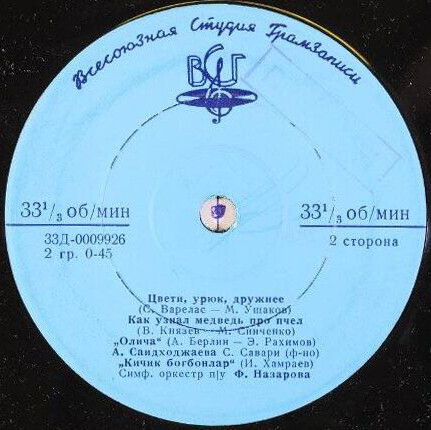 Всесоюзная Студия Грамзаписи
ВСГ
33¹/₃ об/мин
33¹/₃ об/мин
33Д-0009926
2 сторона
2 гр. 0-45
Цвети, урюк, дружнее
(С. Варелас — М. Ушаков)
Как узнал медведь про пчел
(В. Князев — М. Синченко)
„Олича“ (А. Берлин — Э. Рахимов)
А. Саидходжаева С. Савари (ф-но)
„Кичик богбонлар“ (И. Хамраев)
Симф. оркестр п/у Ф. Назарова